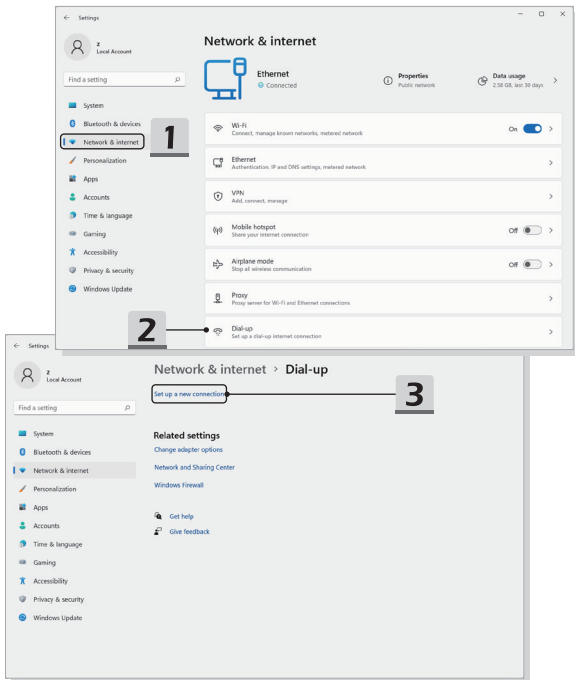 Settings
z
Local Account
Find a setting
System
Bluetooth & devices
Network & internet
Personalization
Apps
Accounts
Time & language
Gaming
Accessibility
Privacy & security
Windows Update
1
Network & internet
Ethernet
Connected
Properties
Public network
Data usage
2.58 GB, last 30 days
Wi-Fi
Connect, manage known networks, metered network
On
Ethernet
Authentication, IP and DNS settings, metered network
VPN
Add, connect, manage
Mobile hotspot
Share your internet connection
Off
Airplane mode
Stop all wireless communication
Off
Proxy
Proxy server for Wi-Fi and Ethernet connections
2
Dial-up
Set up a dial-up internet connection
Settings
z
Local Account
Find a setting
System
Bluetooth & devices
Network & internet
Personalization
Apps
Accounts
Time & language
Gaming
Accessibility
Privacy & security
Windows Update
Network & internet > Dial-up
Set up a new connection
3
Related settings
Change adapter options
Network and Sharing Center
Windows Firewall
Get help
Give feedback